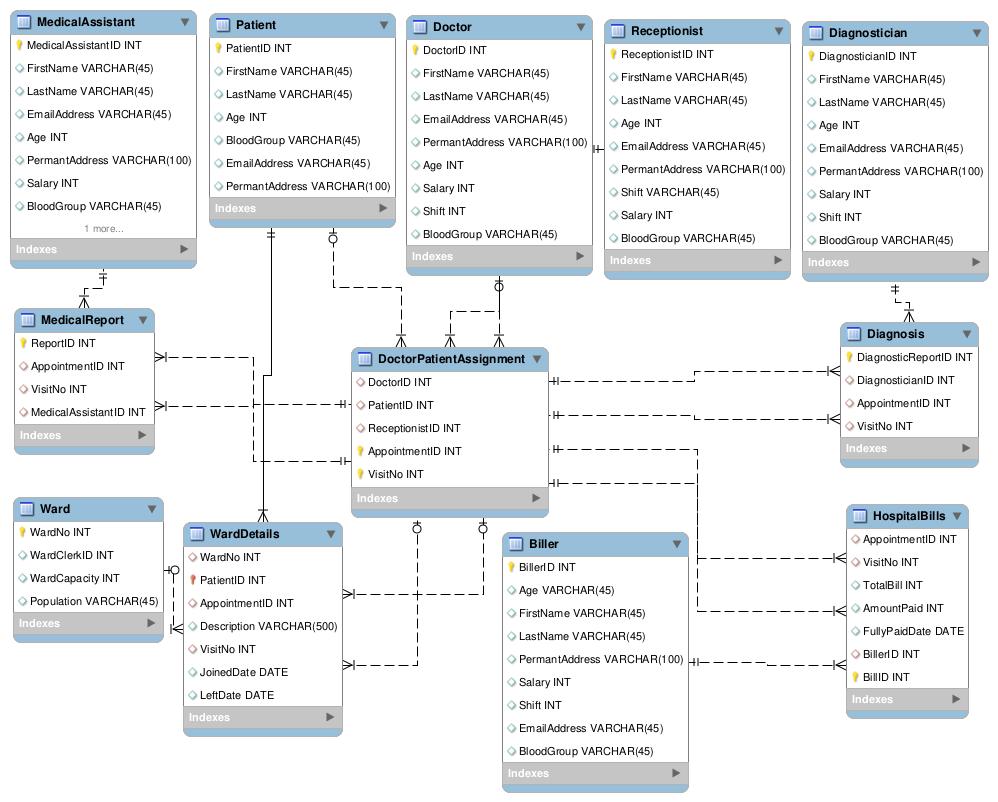 MedicalAssistant
MedicalAssistantID INT
FirstName VARCHAR(45)
LastName VARCHAR(45)
EmailAddress VARCHAR(45)
Age INT
PermantAddress VARCHAR(100)
Salary INT
BloodGroup VARCHAR(45)
1 more...
Indexes
Patient
PatientID INT
FirstName VARCHAR(45)
LastName VARCHAR(45)
Age INT
BloodGroup VARCHAR(45)
EmailAddress VARCHAR(45)
PermantAddress VARCHAR(100)
Indexes
Doctor
DoctorID INT
FirstName VARCHAR(45)
LastName VARCHAR(45)
EmailAddress VARCHAR(45)
PermantAddress VARCHAR(100)
Age INT
Salary INT
Shift INT
BloodGroup VARCHAR(45)
Indexes
Receptionist
ReceptionistID INT
FirstName VARCHAR(45)
LastName VARCHAR(45)
Age INT
EmailAddress VARCHAR(45)
PermantAddress VARCHAR(100)
Shift VARCHAR(45)
Salary INT
BloodGroup VARCHAR(45)
Indexes
Diagnostician
DiagnosticianID INT
FirstName VARCHAR(45)
LastName VARCHAR(45)
Age INT
EmailAddress VARCHAR(45)
PermantAddress VARCHAR(100)
Salary INT
Shift INT
BloodGroup VARCHAR(45)
Indexes
MedicalReport
ReportID INT
AppointmentID INT
VisitNo INT
MedicalAssistantID INT
Indexes
DoctorPatientAssignment
DoctorID INT
PatientID INT
ReceptionistID INT
AppointmentID INT
VisitNo INT
Indexes
Diagnosis
DiagnosticReportID INT
DiagnosticianID INT
AppointmentID INT
VisitNo INT
Indexes
Ward
WardNo INT
WardClerkID INT
WardCapacity INT
Population VARCHAR(45)
Indexes
WardDetails
WardNo INT
PatientID INT
AppointmentID INT
Description VARCHAR(500)
VisitNo INT
JoinedDate DATE
LeftDate DATE
Indexes
Biller
BillerID INT
Age VARCHAR(45)
FirstName VARCHAR(45)
LastName VARCHAR(45)
PermantAddress VARCHAR(100)
Salary INT
Shift INT
EmailAddress VARCHAR(45)
BloodGroup VARCHAR(45)
Indexes
HospitalBills
AppointmentID INT
VisitNo INT
TotalBill INT
AmountPaid INT
FullyPaidDate DATE
BillerID INT
BillID INT
Indexes